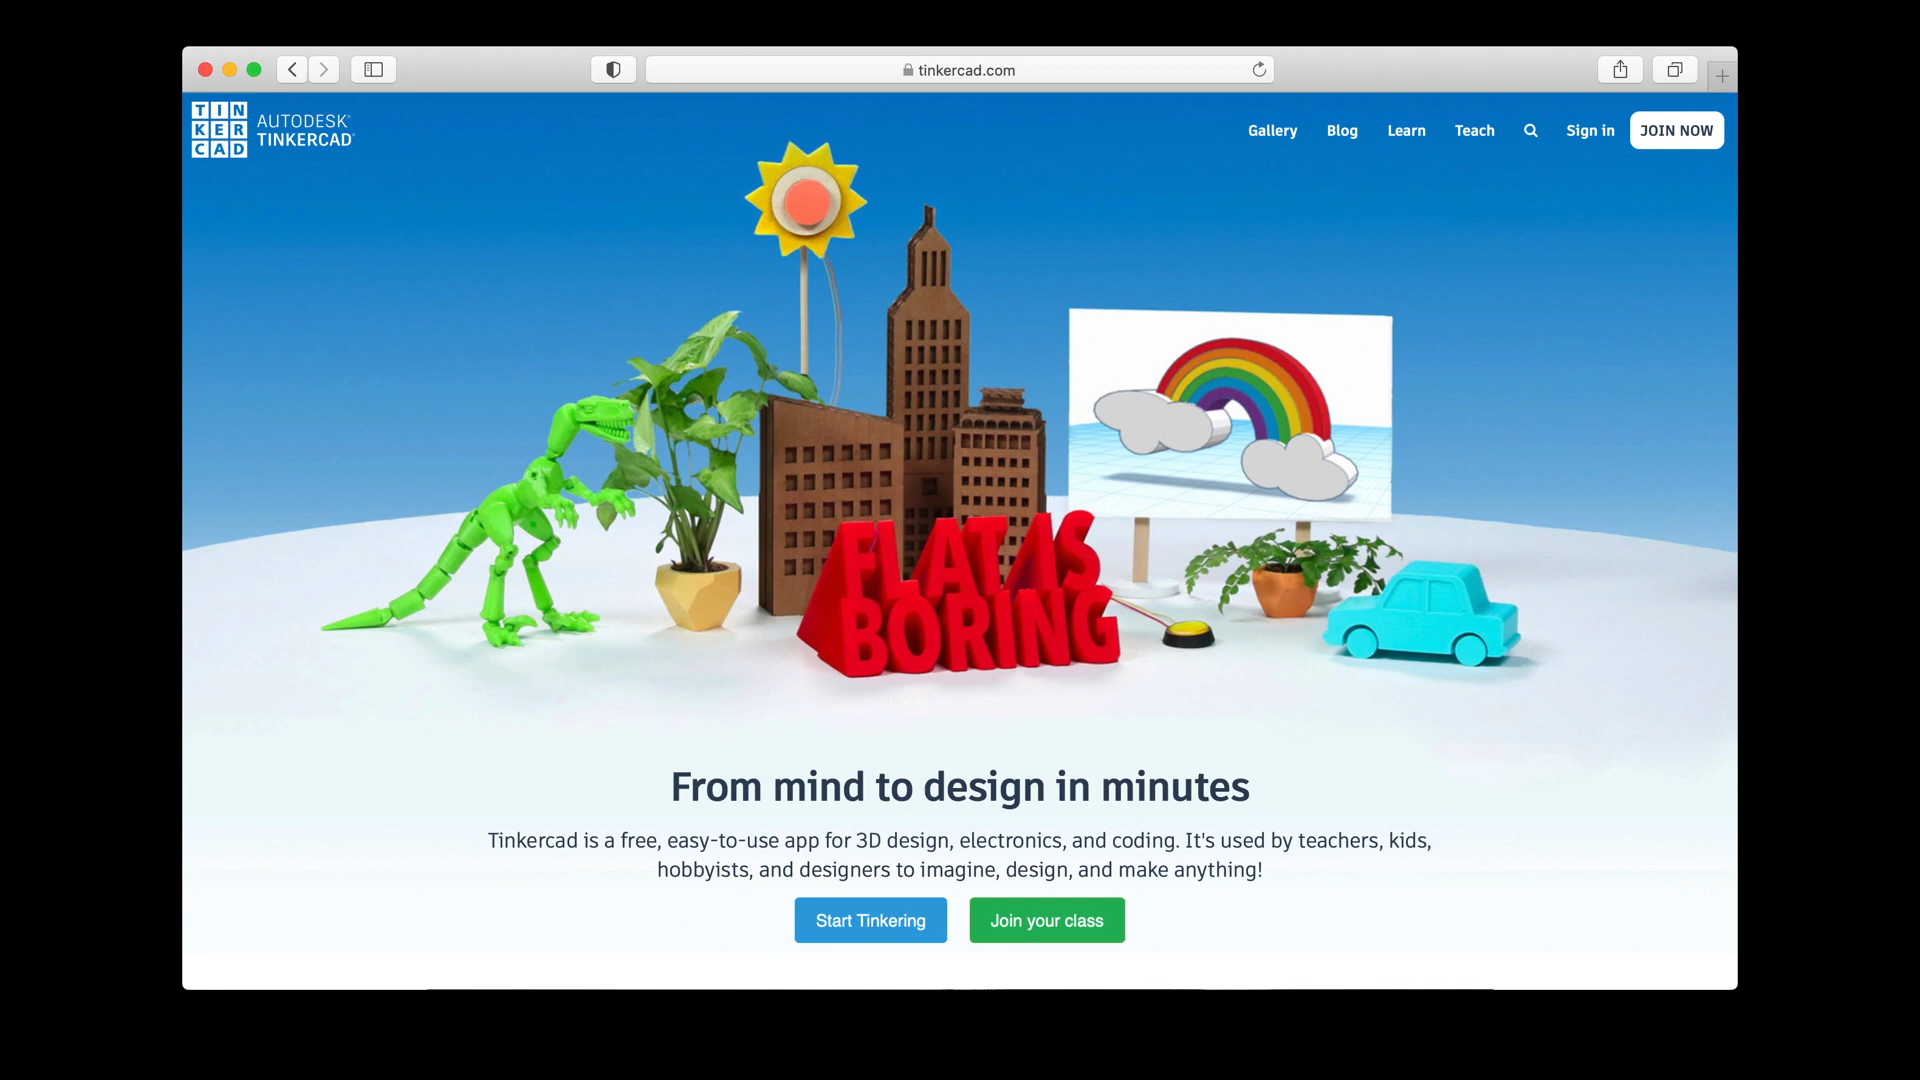 tinkercad.com
TIN
KER
CAD
AUTODESK®
TINKERCAD®
Gallery Blog Learn Teach Sign in JOIN NOW
FLAT IS
BORING
From mind to design in minutes
Tinkercad is a free, easy-to-use app for 3D design, electronics, and coding. It's used by teachers, kids,
hobbyists, and designers to imagine, design, and make anything!
Start Tinkering Join your class